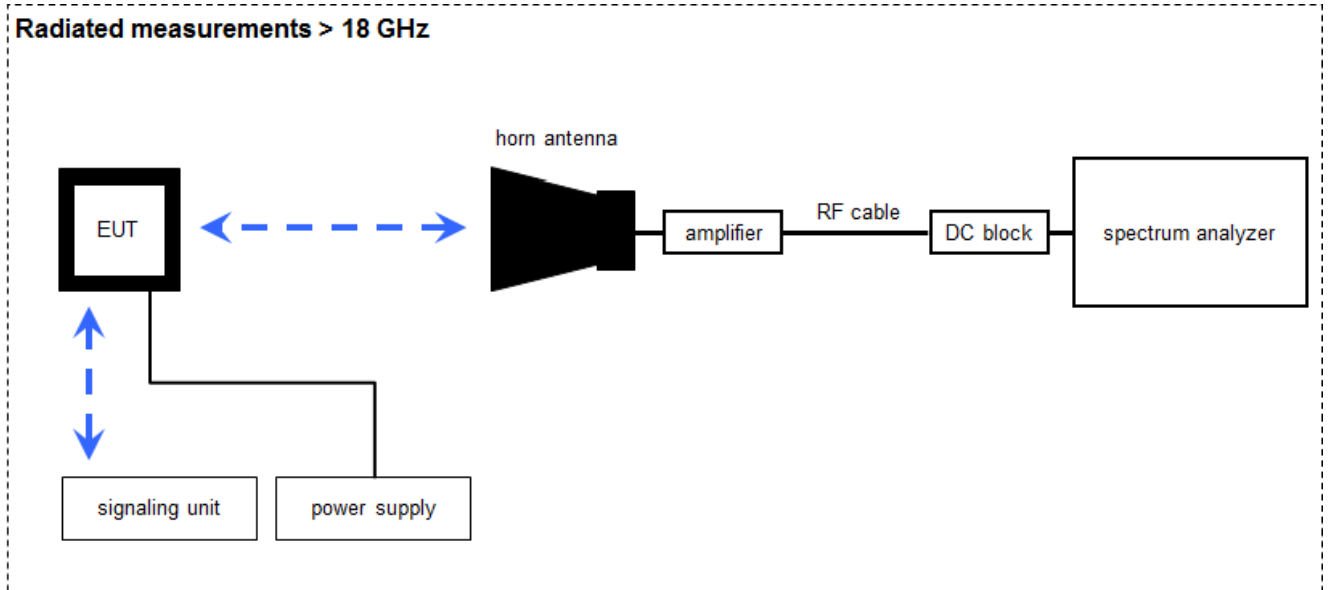 Radiated measurements > 18 GHz
horn antenna
EUT
amplifier
RF cable
DC block
spectrum analyzer
signaling unit
power supply